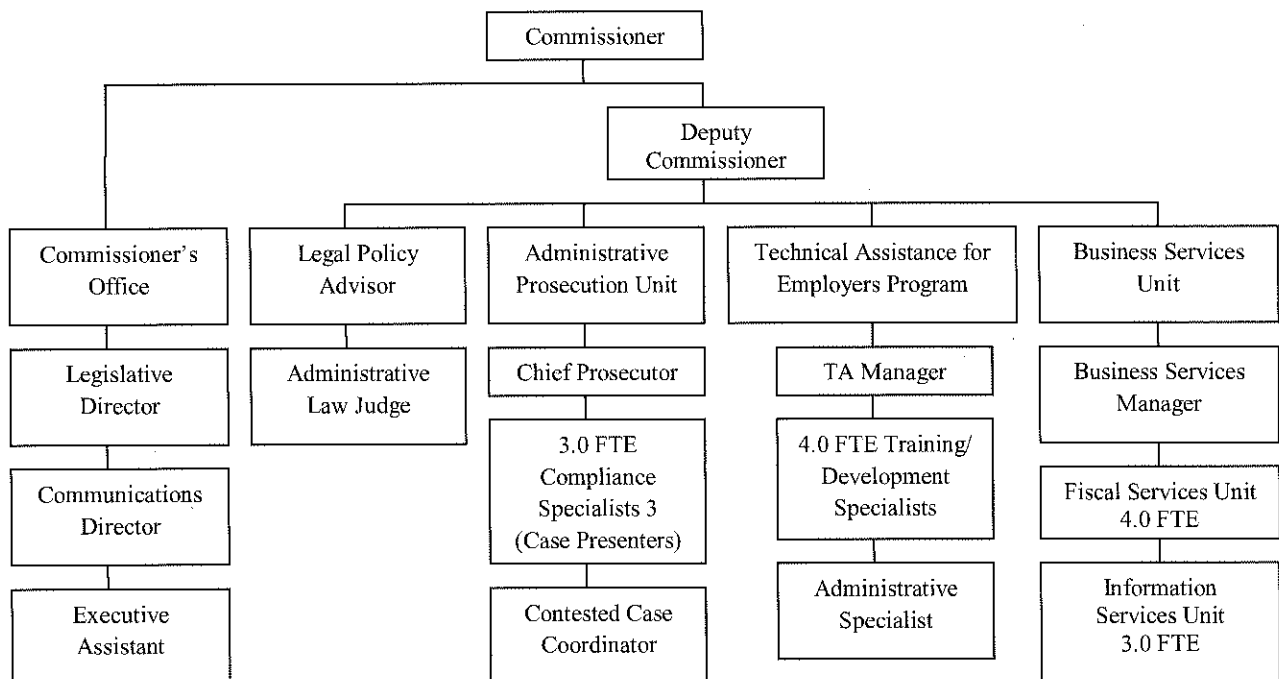 Commissioner
Deputy
Commissioner
Commissioner's
Office
Legal Policy
Advisor
Administrative
Prosecution Unit
Technical Assistance for
Employers Program
Business Services
Unit
Legislative
Director
Administrative
Law Judge
Chief Prosecutor
TA Manager
Business Services
Manager
Communications
Director
3.0 FTE
Compliance
Specialists 3
(Case Presenters)
4.0 FTE Training/
Development
Specialists
Fiscal Services Unit
4.0 FTE
Executive
Assistant
Contested Case
Coordinator
Administrative
Specialist
Information
Services Unit
3.0 FTE